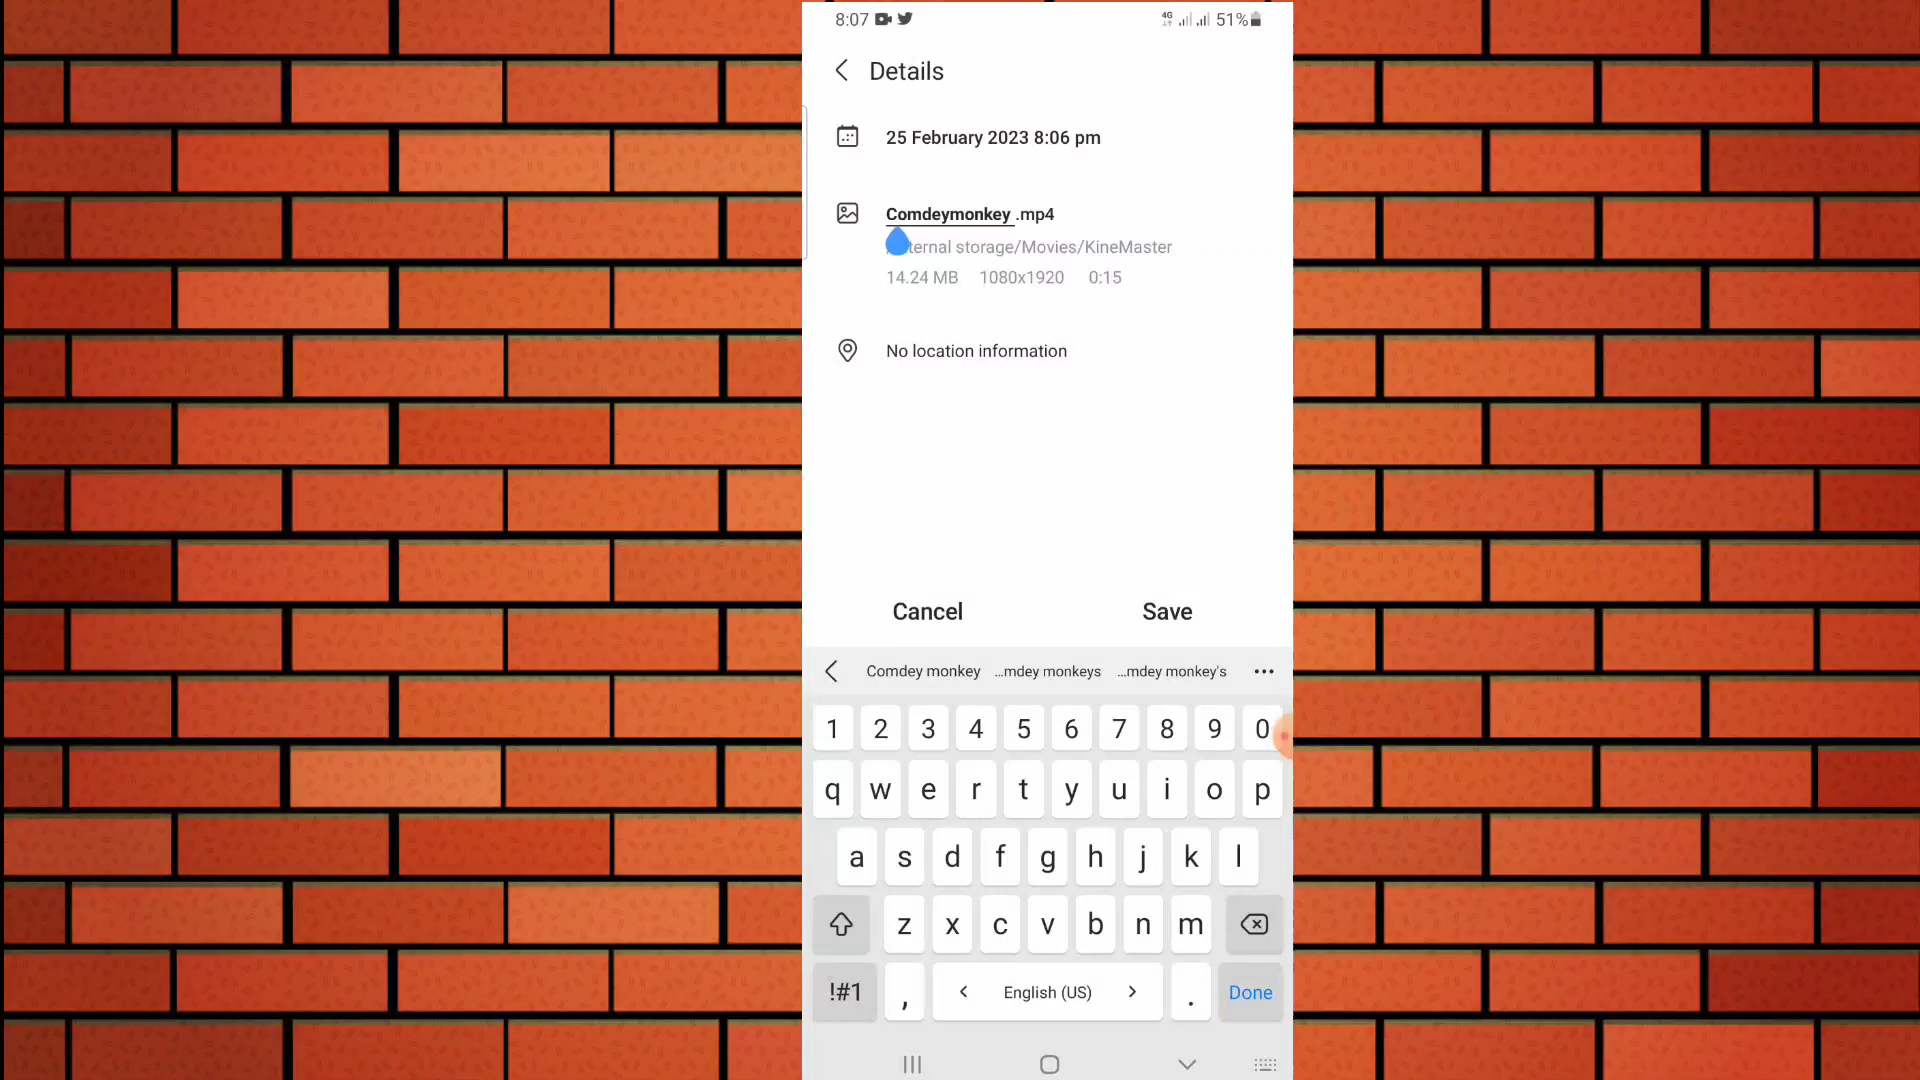 8:07 4G 51%
Details
25 February 2023 8:06 pm
Comdeymonkey .mp4
ternal storage/Movies/KineMaster
14.24 MB 1080x1920 0:15
No location information
Cancel Save
Comdey monkey ...mdey monkeys ...mdey monkey's
1 2 3 4 5 6 7 8 9 0
q w e r t y u i o p
a s d f g h j k l
z x c v b n m
!#1 , < English (US) > . Done